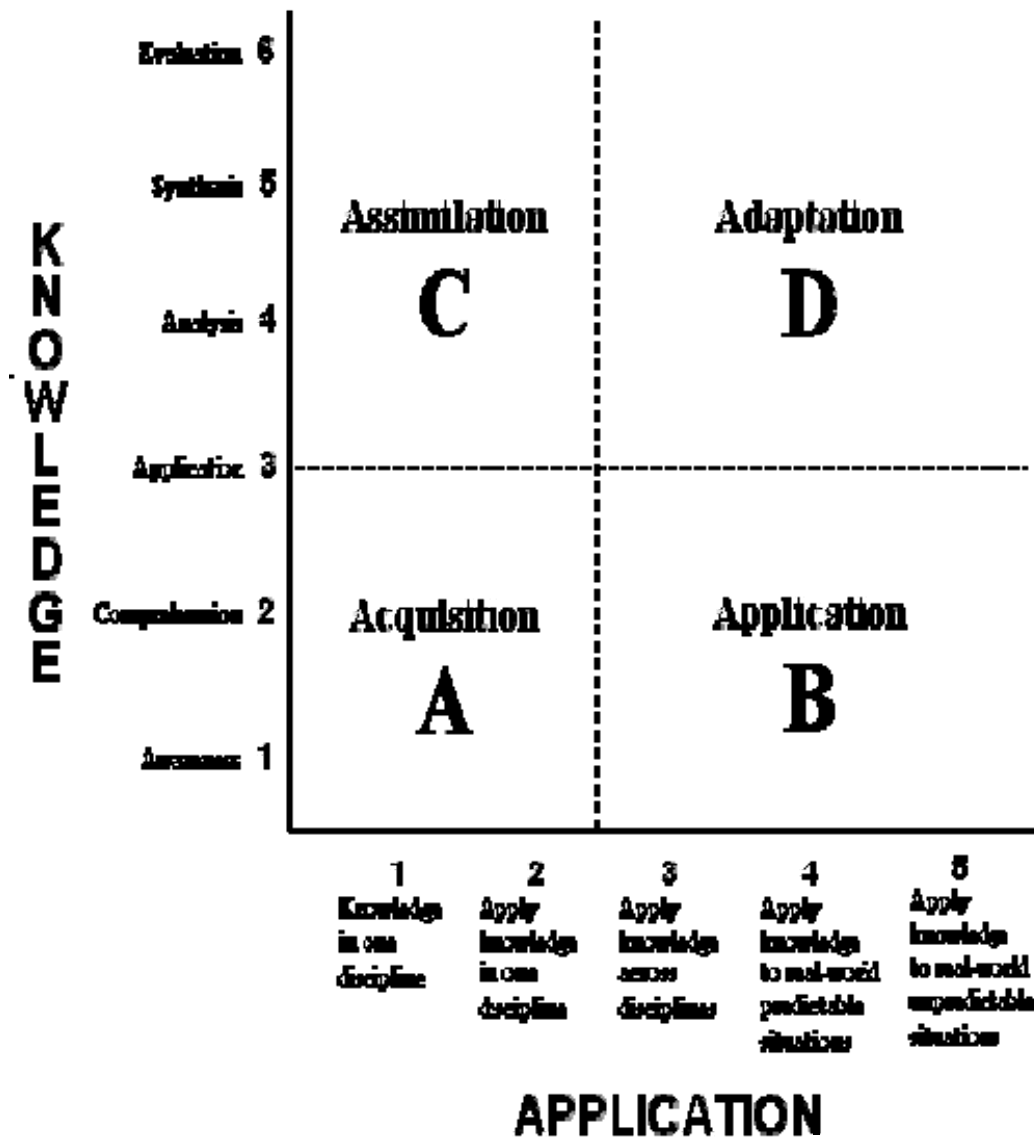 KNOWLEDGE
Evaluation 6
Synthesis 5
Analysis 4
Application 3
Comprehension 2
Awareness 1
Assimilation
C
Adaptation
D
Acquisition
A
Application
B
1
Knowledge
in one
discipline
2
Apply
knowledge
in one
discipline
3
Apply
knowledge
across
disciplines
4
Apply
knowledge
to real-world
predictable
situations
5
Apply
knowledge
to real-world
unpredictable
situations
APPLICATION